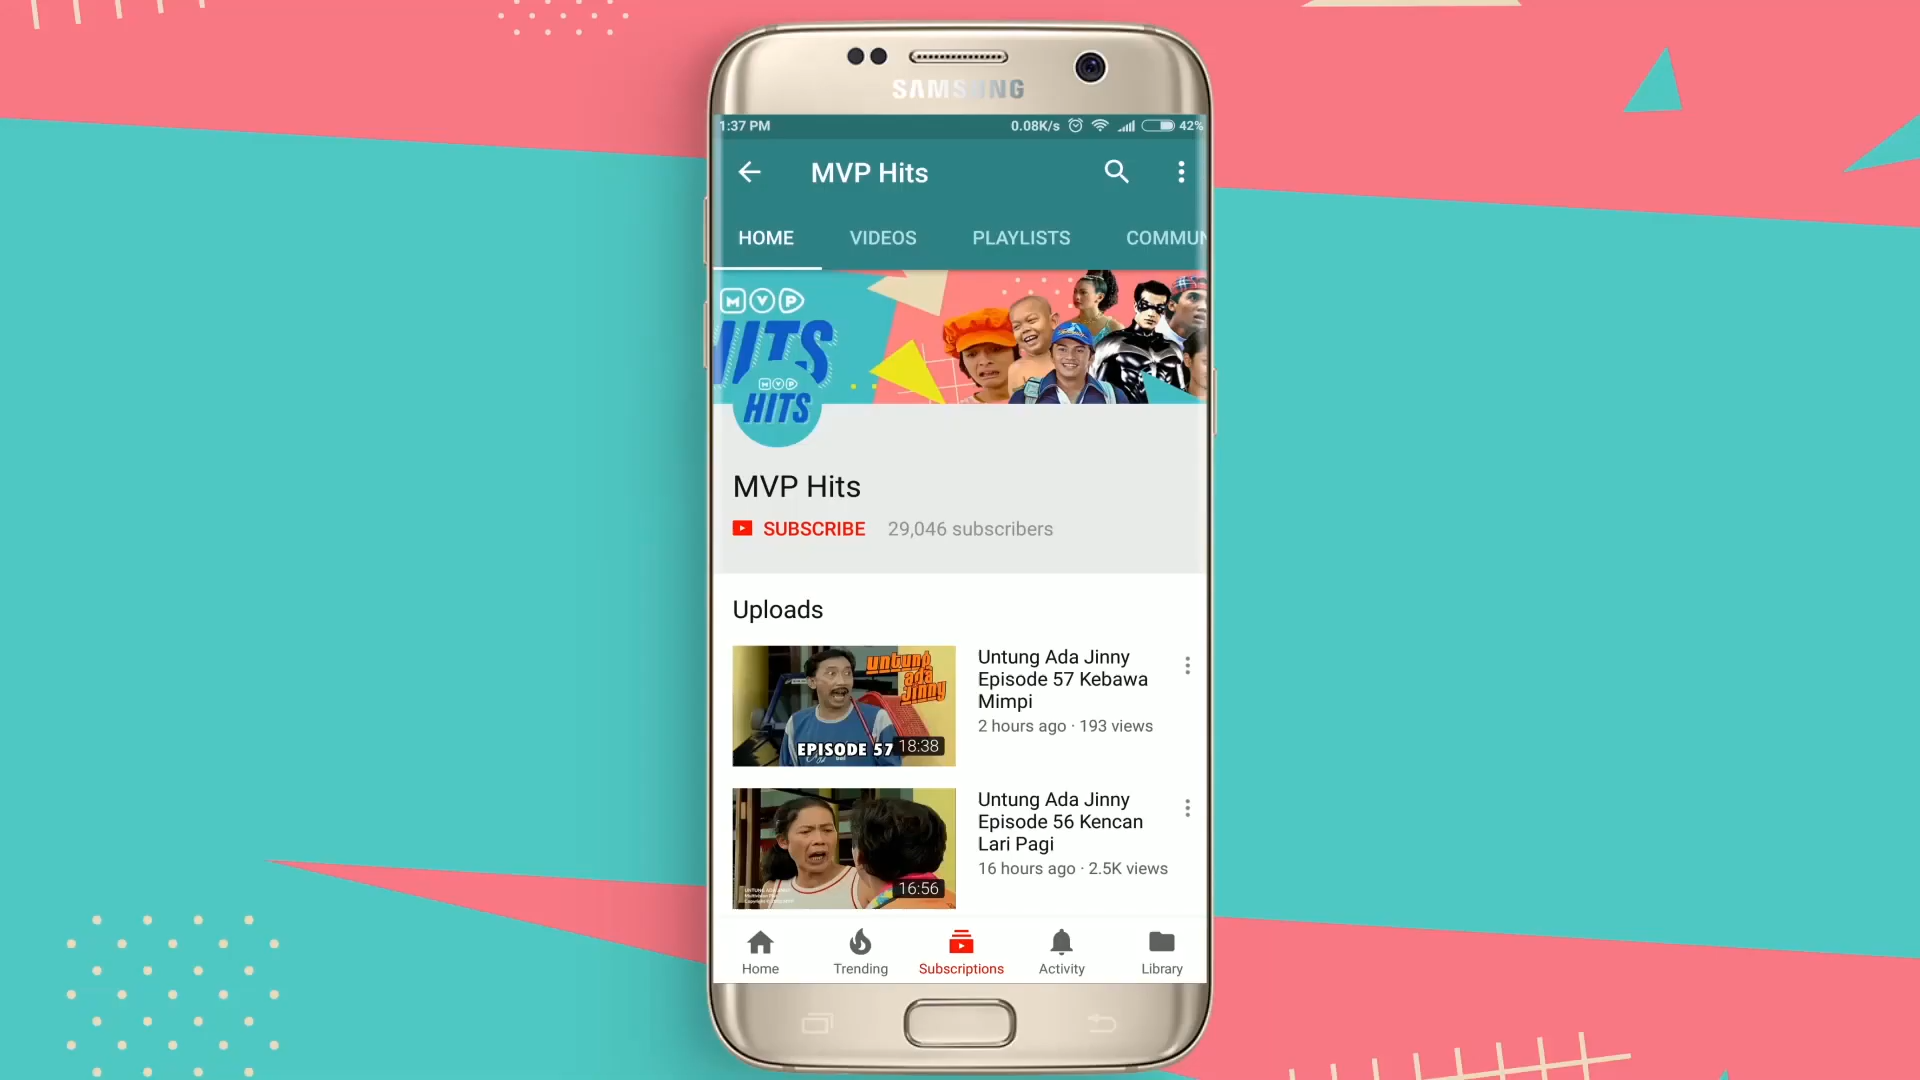 SAMSUNG
1:37 PM
0.08K/s
42%
MVP Hits
HOME
VIDEOS
PLAYLISTS
COMMUN
MVP
HITS
MVP
HITS
MVP Hits
SUBSCRIBE
29,046 subscribers
Uploads
untung
ada
jinny
EPISODE 57
18:38
Untung Ada Jinny
Episode 57 Kebawa
Mimpi
2 hours ago · 193 views
16:56
Untung Ada Jinny
Episode 56 Kencan
Lari Pagi
16 hours ago · 2.5K views
Home
Trending
Subscriptions
Activity
Library